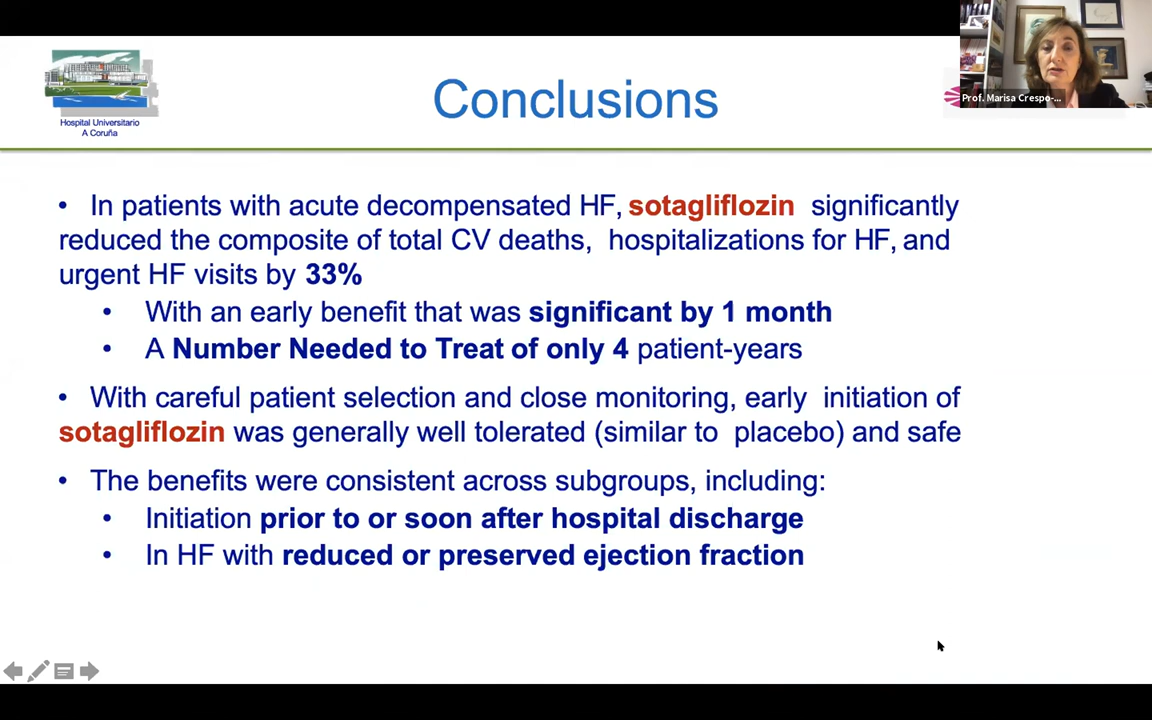 Hospital Universitario
A Coruña
Conclusions
Prof. Marisa Crespo-...
• In patients with acute decompensated HF, sotagliflozin significantly
reduced the composite of total CV deaths, hospitalizations for HF, and
urgent HF visits by 33%
• With an early benefit that was significant by 1 month
• A Number Needed to Treat of only 4 patient-years
• With careful patient selection and close monitoring, early initiation of
sotagliflozin was generally well tolerated (similar to placebo) and safe
• The benefits were consistent across subgroups, including:
• Initiation prior to or soon after hospital discharge
• In HF with reduced or preserved ejection fraction